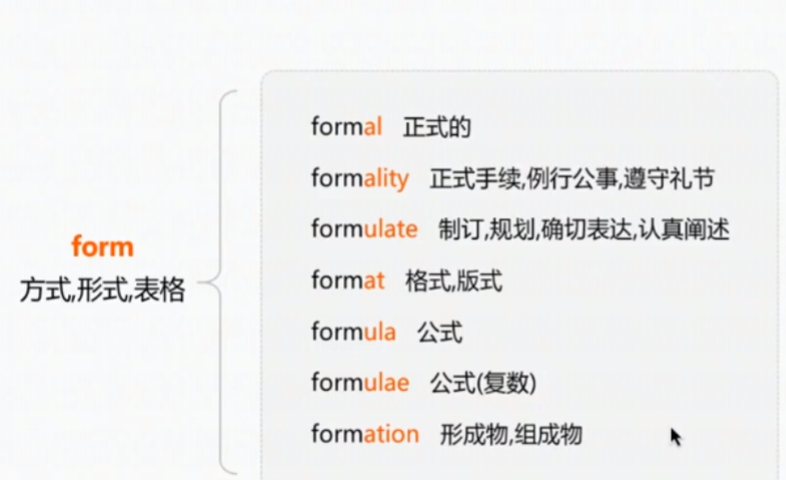 formal 正式的
formality 正式手续,例行公事,遵守礼节
formulate 制订,规划,确切表达,认真阐述
form
方式,形式,表格
format 格式,版式
formula 公式
formulae 公式(复数)
formation 形成物,组成物